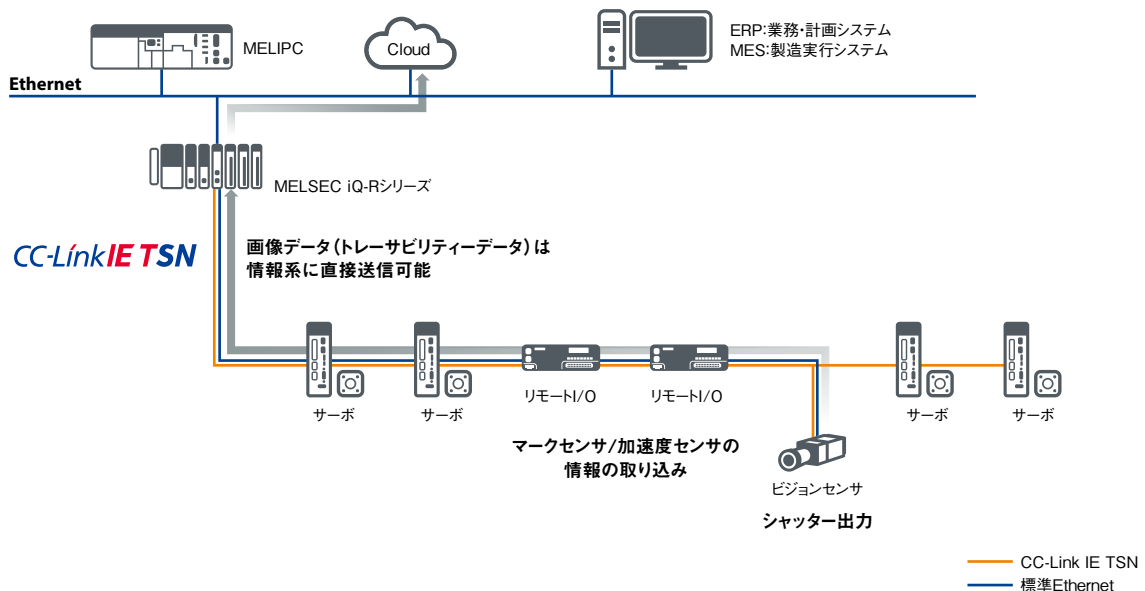 MELIPC
Cloud
ERP:業務・計画システム
MES:製造実行システム
Ethernet
MELSEC iQ-Rシリーズ
CC-Link IE TSN
画像データ(トレーサビリティーデータ)は
情報系に直接送信可能
サーボ
サーボ
リモートI/O
リモートI/O
サーボ
サーボ
マークセンサ/加速度センサの
情報の取り込み
ビジョンセンサ
シャッター出力
CC-Link IE TSN
標準Ethernet